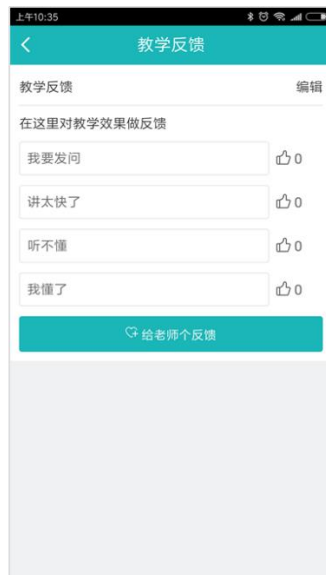 上午10:35
教学反馈
教学反馈 编辑
在这里对教学效果做反馈
我要发问 0
讲太快了 0
听不懂 0
我懂了 0
给老师个反馈